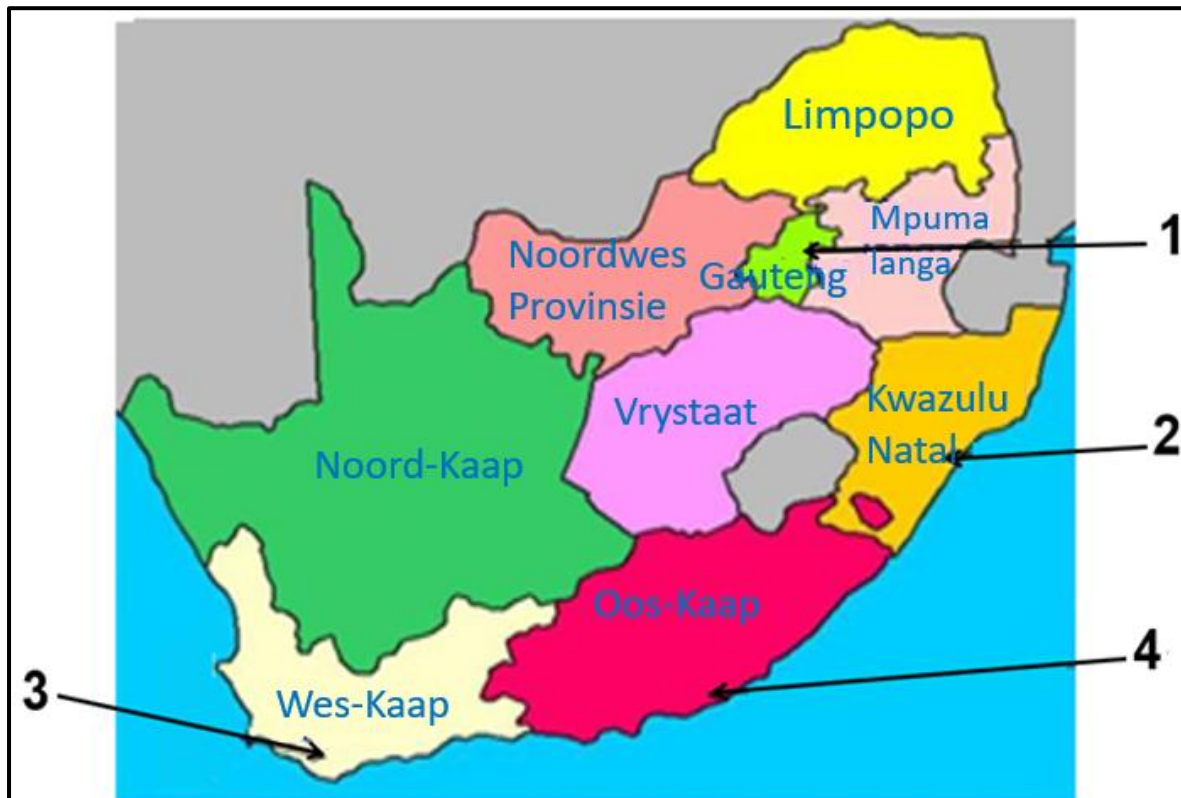 Limpopo
Mpuma
langa
1
Noordwes
Provinsie
Gauteng
Kwazulu
Natal
2
Vrystaat
Noord-Kaap
Oos-Kaap
4
3
Wes-Kaap